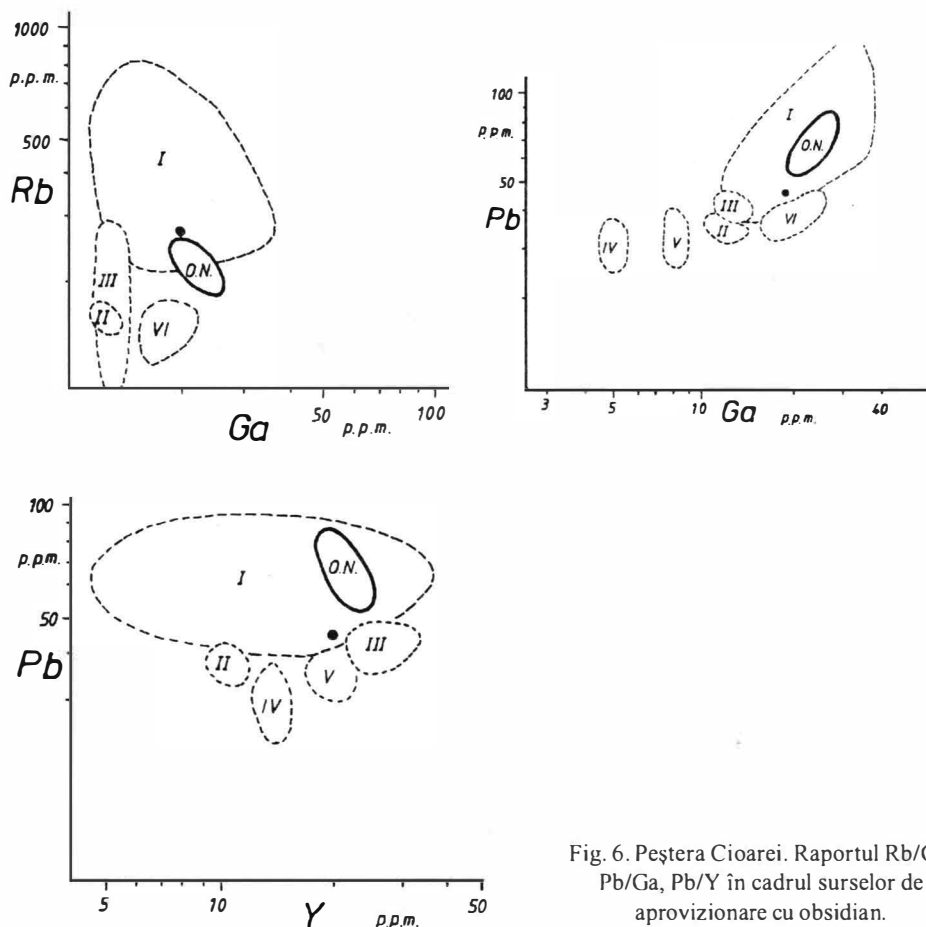 1000
p.p.m.
500
Rb
I
O.N.
III
II
VI
Ga
50
p.p.m.
100
100
p.p.m.
50
Pb
I
O.N.
III
II
VI
IV
V
3
5
10
Ga
p.p.m.
40
100
p.p.m.
50
Pb
I
O.N.
II
III
IV
V
5
10
Y
p.p.m.
50
Fig. 6. Peștera Cioarei. Raportul Rb/
Pb/Ga, Pb/Y în cadrul surselor de
aprovizionare cu obsidian.